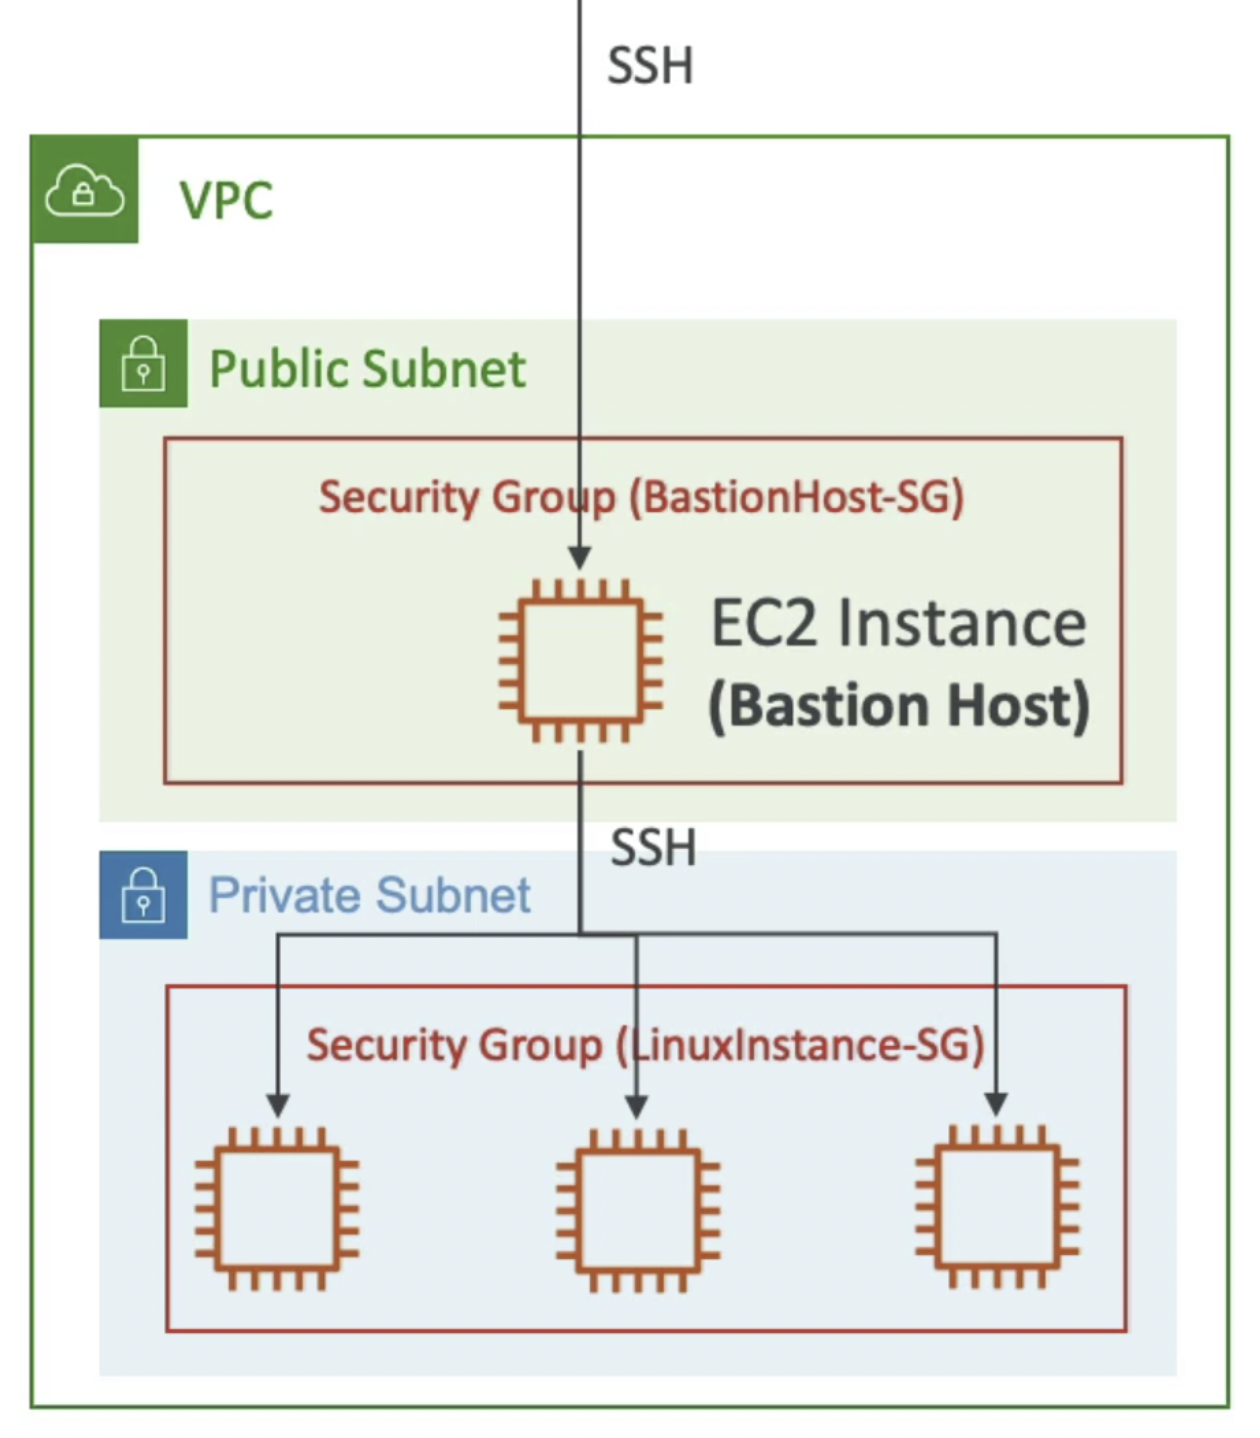 SSH
VPC
Public Subnet
Security Group (BastionHost-SG)
EC2 Instance
(Bastion Host)
SSH
Private Subnet
Security Group (LinuxInstance-SG)